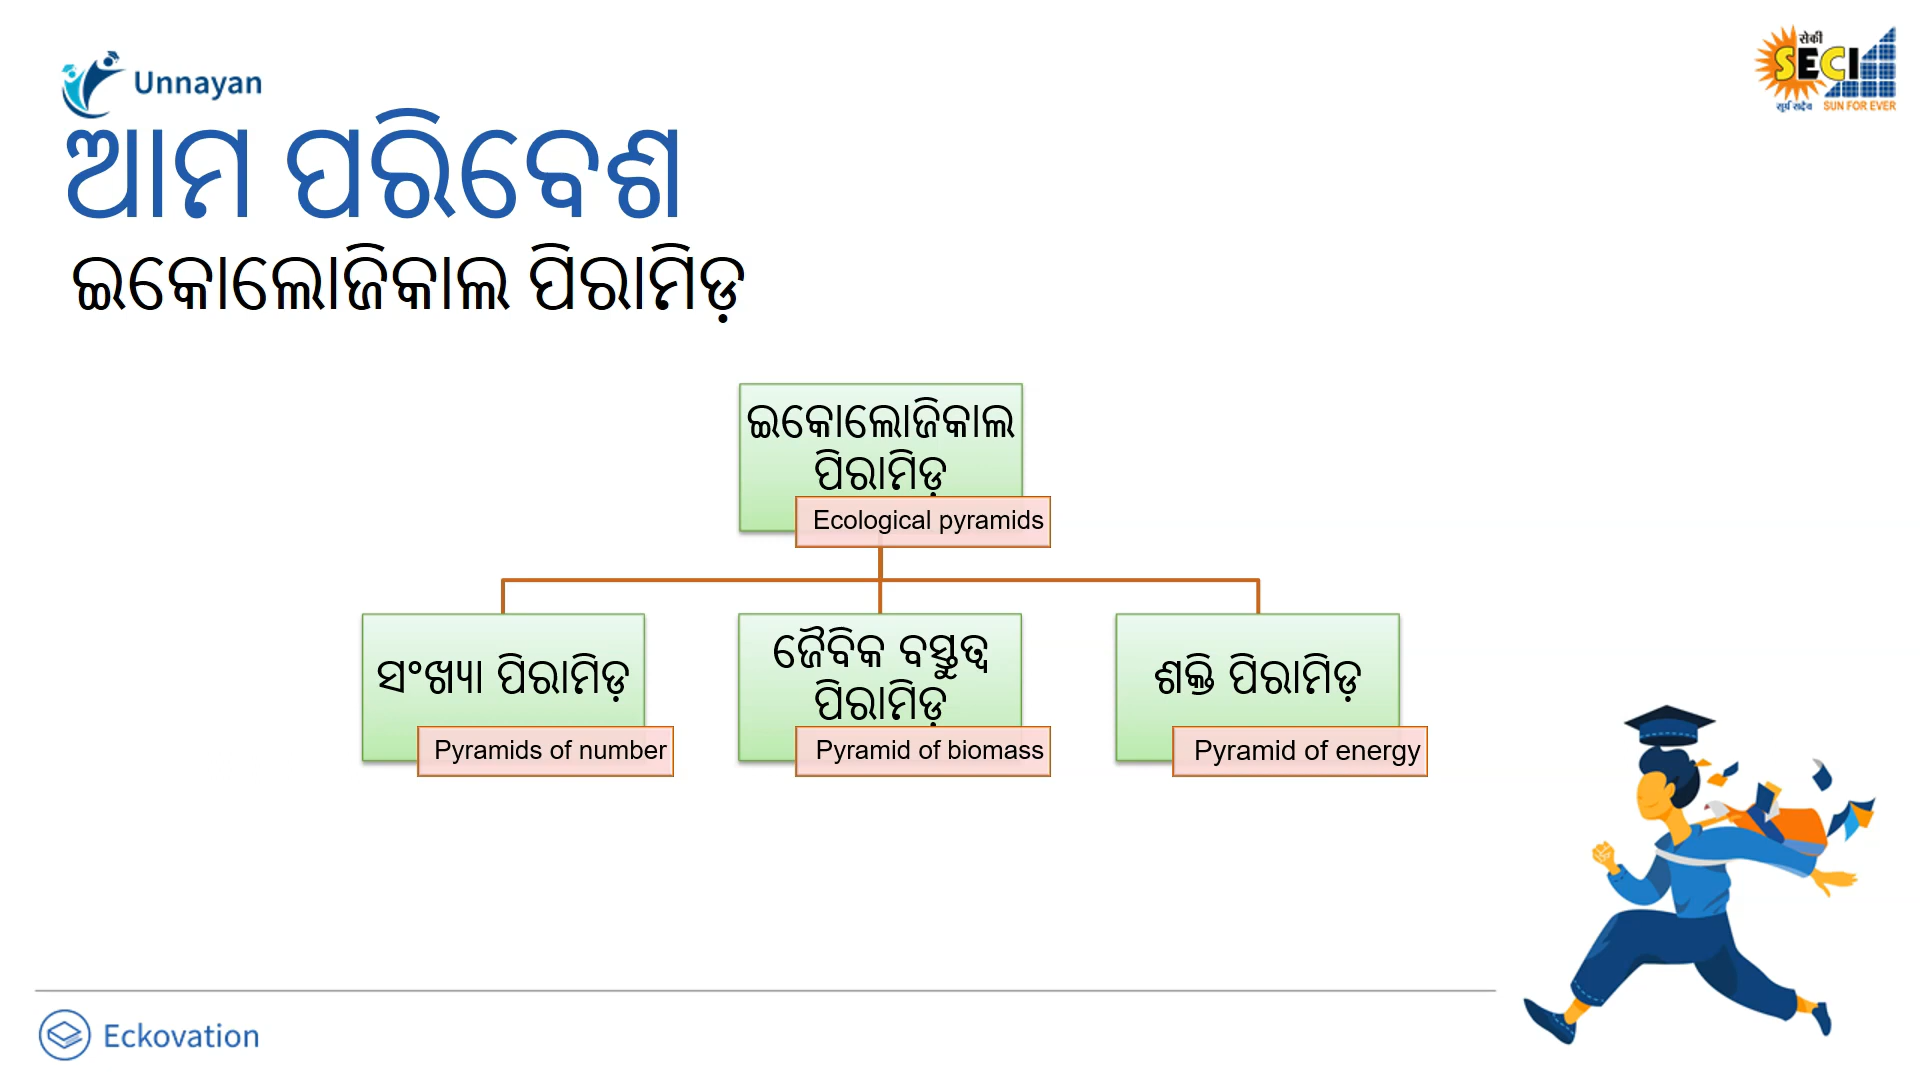 Unnayan
सेकी
SECI
सूर्य सदैव SUN FOR EVER
ଆମ ପରିବେଶ
ଇକୋଲୋଜିକାଲ ପିରାମିଡ଼
ଇକୋଲୋଜିକାଲ
ପିରାମିଡ଼
Ecological pyramids
ସଂଖ୍ୟା ପିରାମିଡ଼
Pyramids of number
ଜୈବିକ ବସ୍ତୁତ୍ୱ
ପିରାମିଡ଼
Pyramid of biomass
ଶକ୍ତି ପିରାମିଡ଼
Pyramid of energy
Eckovation